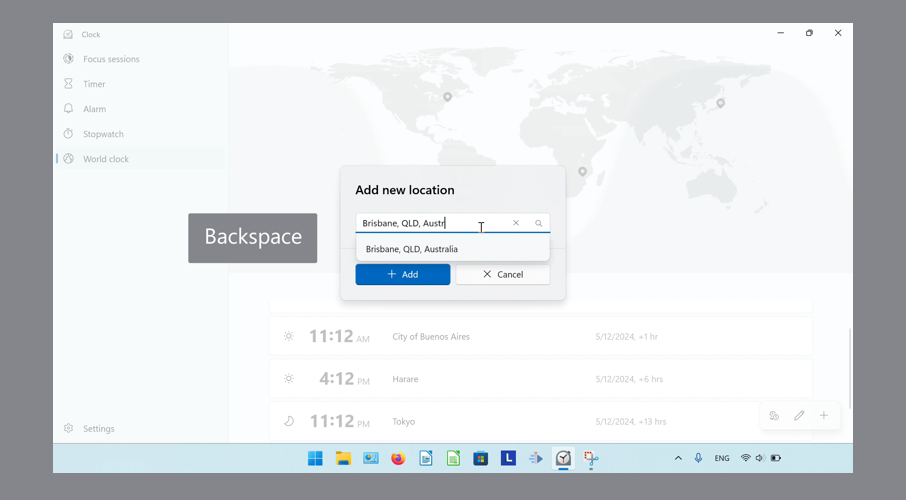 Clock
Focus sessions
Timer
Alarm
Stopwatch
World clock
Backspace
Add new location
Brisbane, QLD, Austr
Brisbane, QLD, Australia
Add
Cancel
11:12 AM City of Buenos Aires 5/12/2024, +1 hr
4:12 PM Harare 5/12/2024, +6 hrs
11:12 PM Tokyo 5/12/2024, +13 hrs
Settings
L
ENG